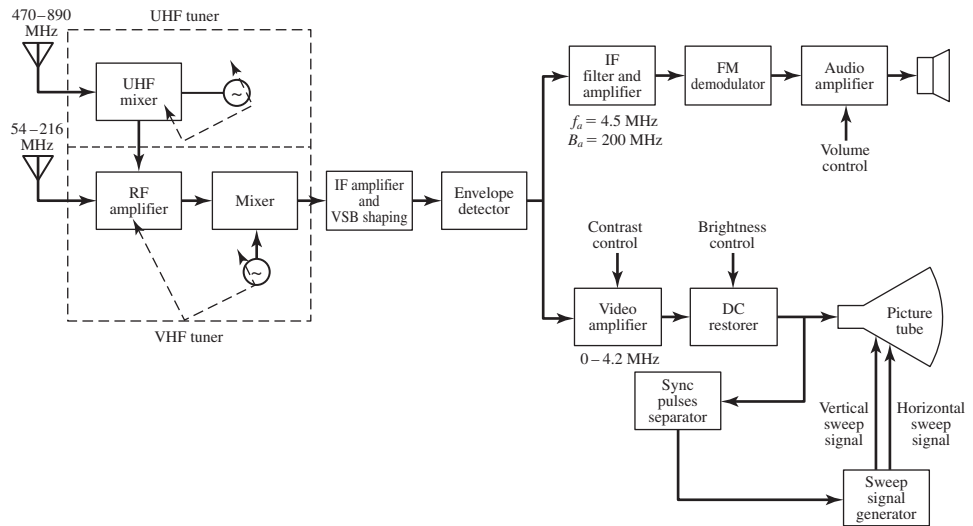 470–890
MHz
UHF tuner
UHF
mixer
~
54–216
MHz
RF
amplifier
Mixer
~
VHF tuner
IF amplifier
and
VSB shaping
Envelope
detector
IF
filter and
amplifier
fa = 4.5 MHz
Ba = 200 MHz
FM
demodulator
Audio
amplifier
Volume
control
Contrast
control
Brightness
control
Video
amplifier
0–4.2 MHz
DC
restorer
Picture
tube
Sync
pulses
separator
Vertical
sweep
signal
Horizontal
sweep
signal
Sweep
signal
generator